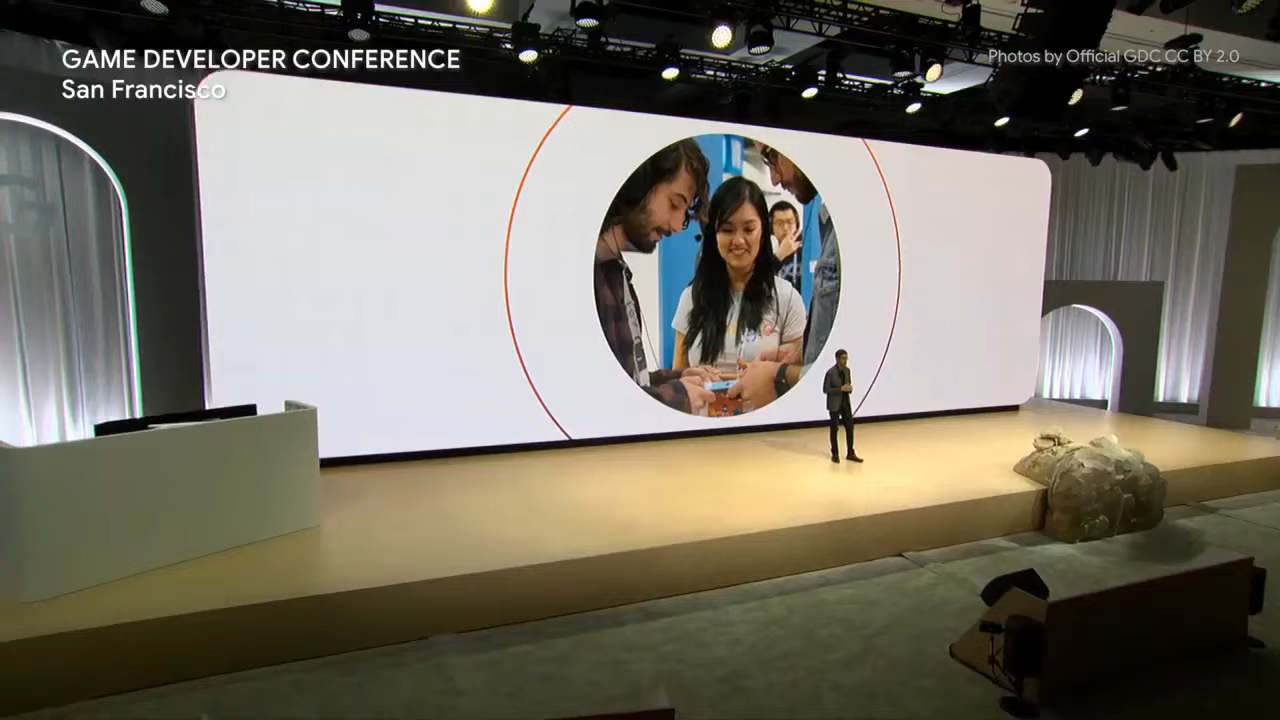 GAME DEVELOPER CONFERENCE
San Francisco
Photos by Official GDC CC BY 2.0